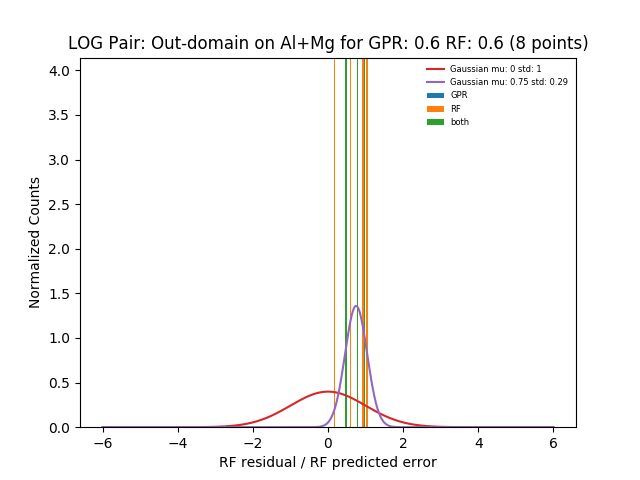 LOG Pair: Out-domain on Al+Mg for GPR: 0.6 RF: 0.6 (8 points)
Gaussian mu: 0 std: 1
Gaussian mu: 0.75 std: 0.29
GPR
RF
both
4.0
3.5
3.0
2.5
2.0
1.5
1.0
0.5
0.0
Normalized Counts
−6 −4 −2 0 2 4 6
RF residual / RF predicted error